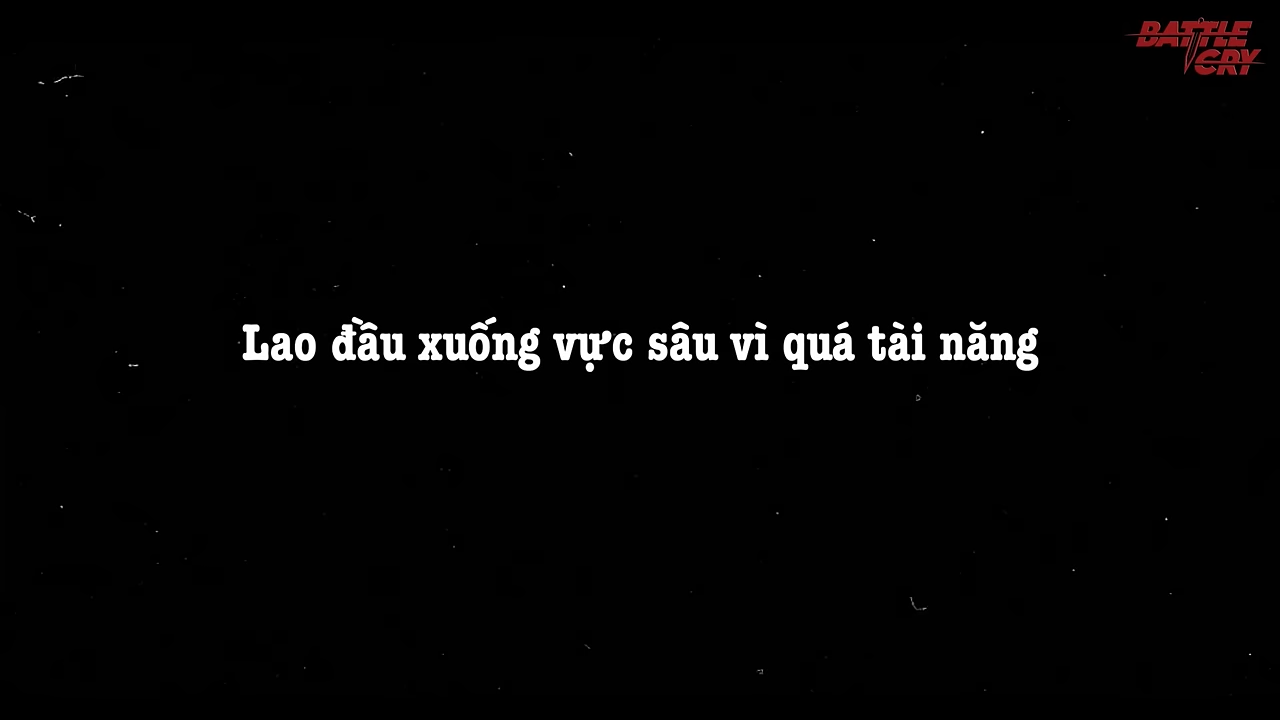 BATTLE
CRY
Lao đầu xuống vực sâu vì quá tài năng